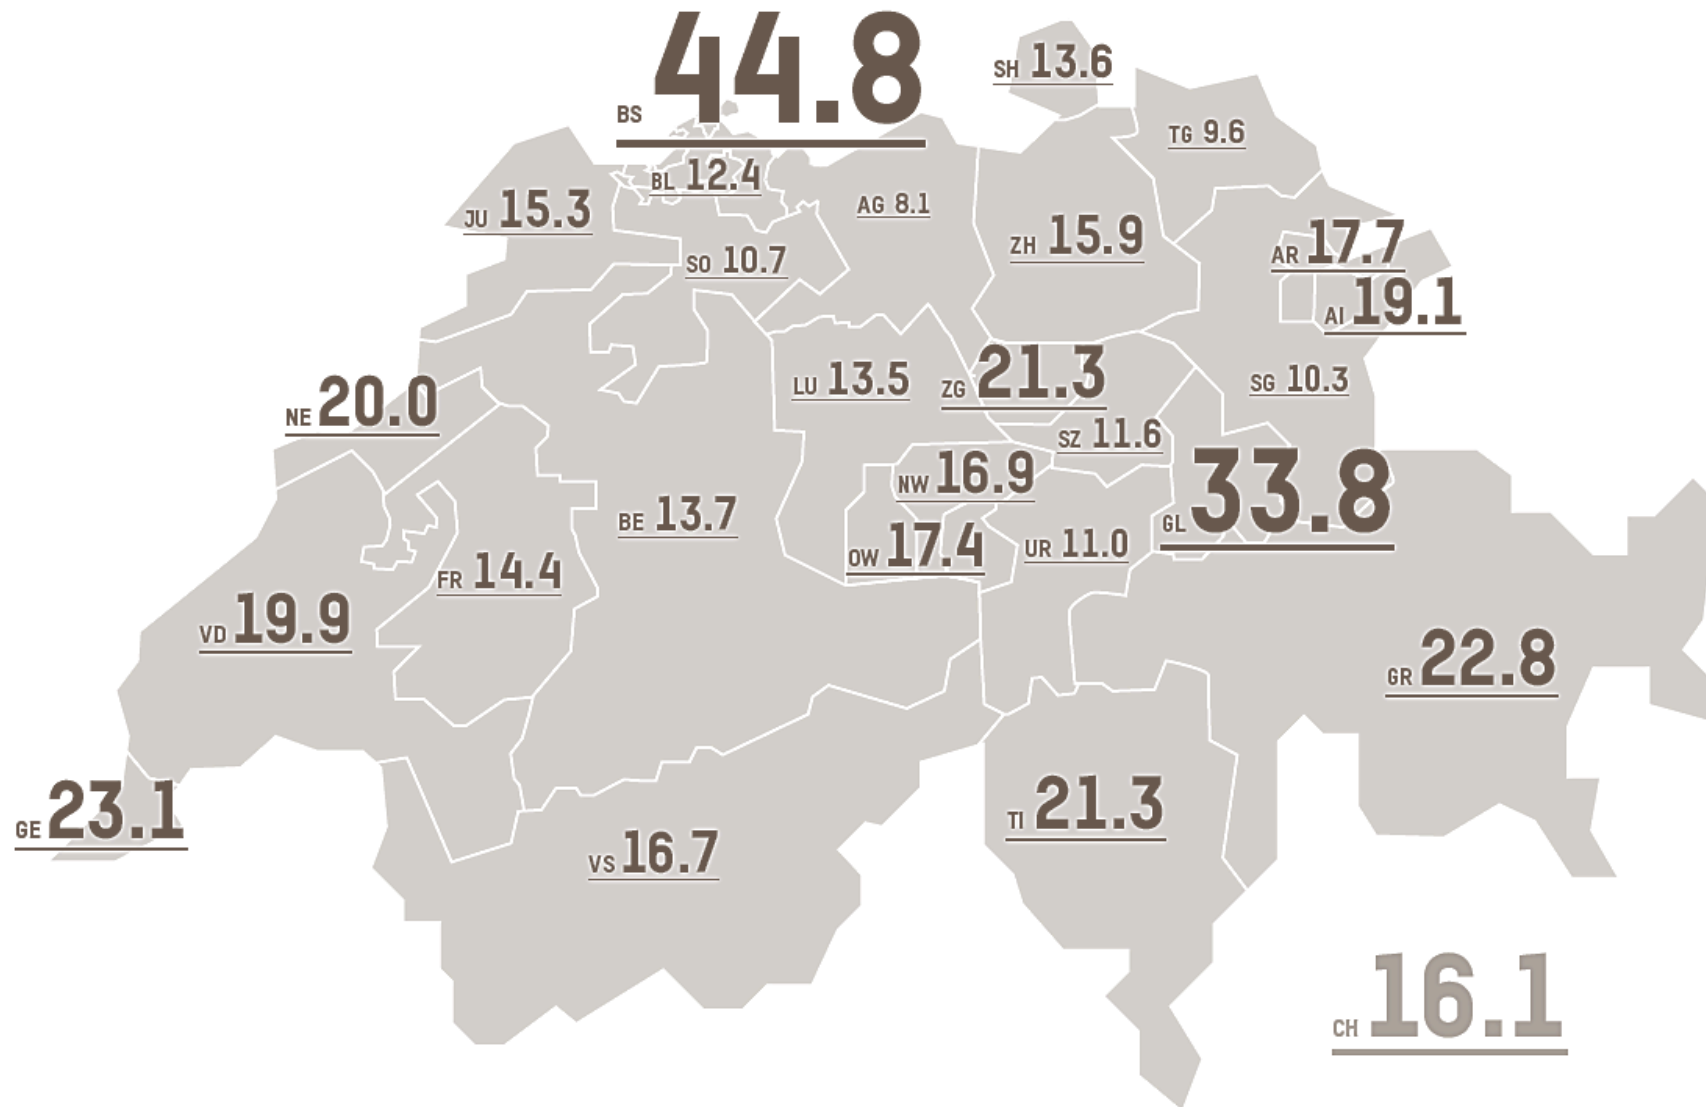 BS 44.8
SH 13.6
TG 9.6
BL 12.4
JU 15.3
AG 8.1
ZH 15.9
AR 17.7
SO 10.7
AI 19.1
LU 13.5
ZG 21.3
SG 10.3
NE 20.0
SZ 11.6
NW 16.9
GL 33.8
BE 13.7
OW 17.4
UR 11.0
FR 14.4
VD 19.9
GR 22.8
GE 23.1
TI 21.3
VS 16.7
CH 16.1